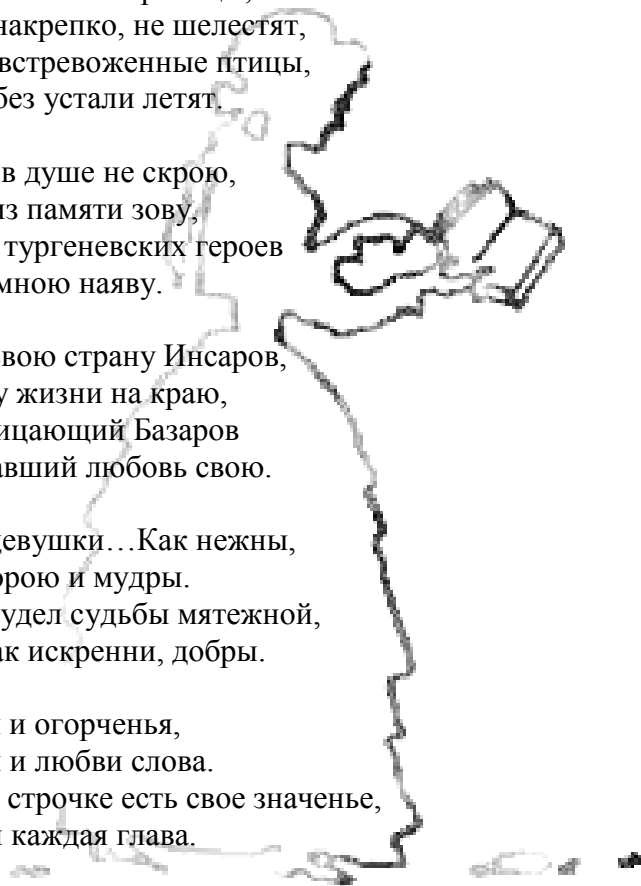 накрепко, не шелестят,
встревоженные птицы,
без устали летят.
в душе не скрою,
из памяти зову,
тургеневских героев
мною наяву.
свою страну Инсаров,
у жизни на краю,
ицающий Базаров
авший любовь свою.
девушки…Как нежны,
орою и мудры.
удел судьбы мятежной,
ак искренни, добры.
и огорченья,
и любви слова.
строчке есть свое значенье,
каждая глава.